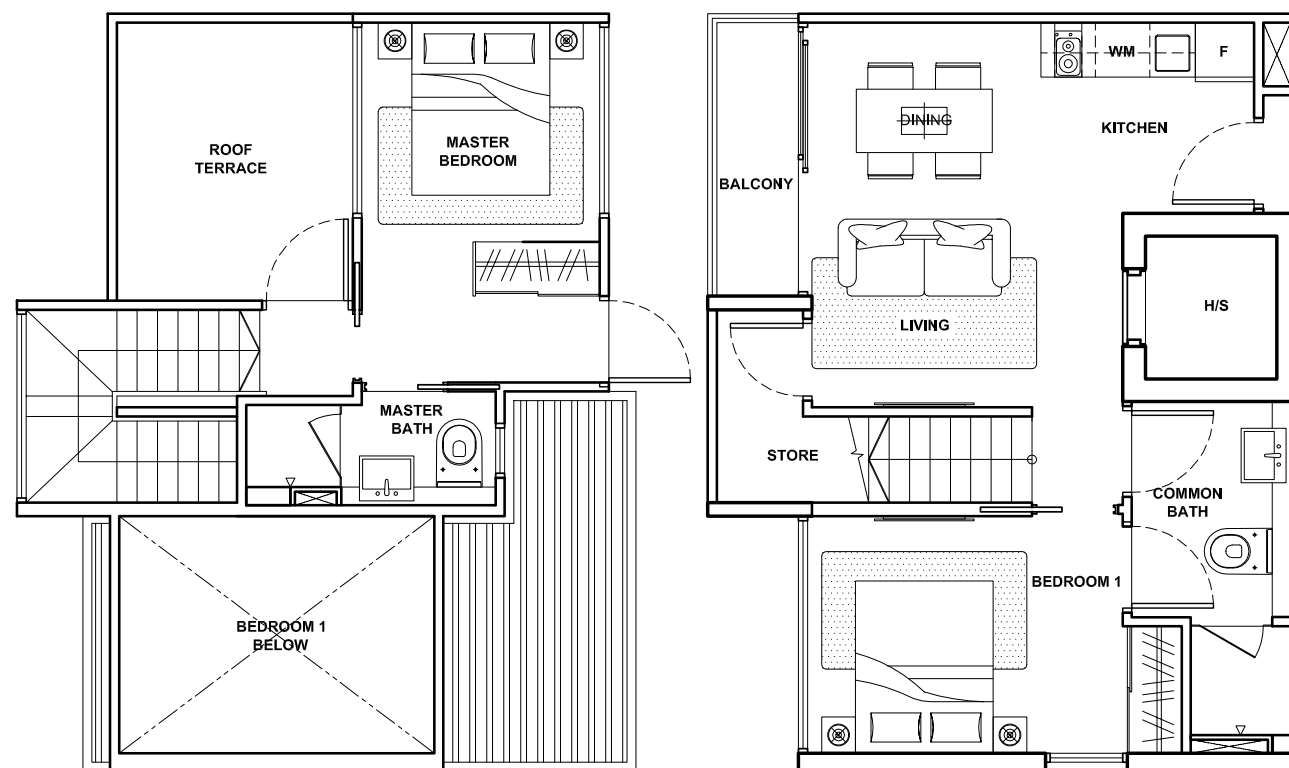 ROOF
TERRACE
MASTER
BEDROOM
MASTER
BATH
BEDROOM 1
BELOW
WM
F
DINING
KITCHEN
BALCONY
LIVING
H/S
STORE
COMMON
BATH
BEDROOM 1